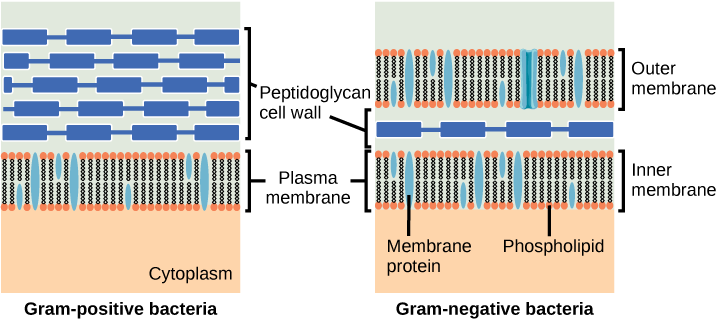 Peptidoglycan
cell wall
Plasma
membrane
Cytoplasm
Gram-positive bacteria
Outer
membrane
Inner
membrane
Membrane
protein
Phospholipid
Gram-negative bacteria